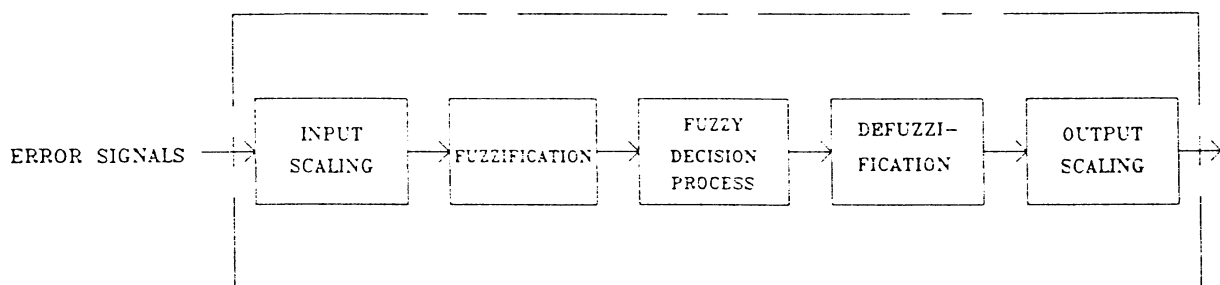 ERROR SIGNALS
INPUT
SCALING
FUZZIFICATION
FUZZY
DECISION
PROCESS
DEFUZZI-
FICATION
OUTPUT
SCALING